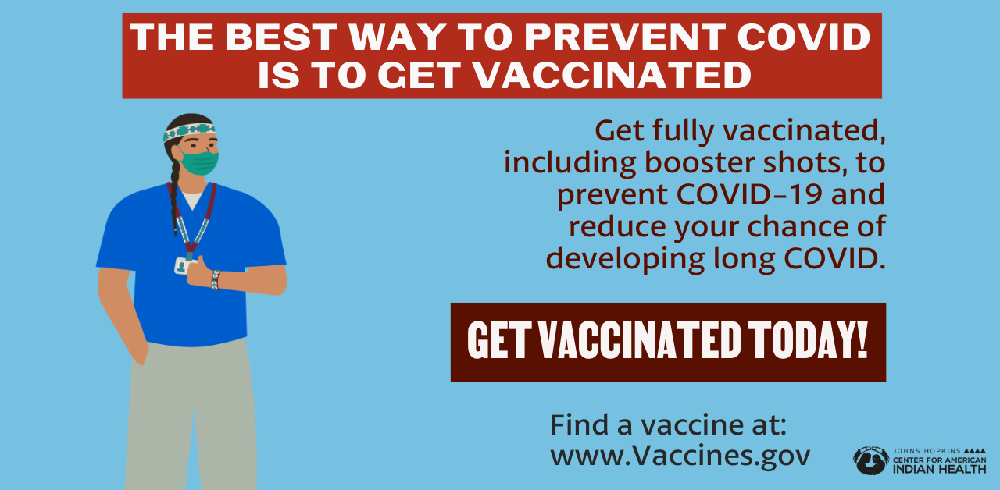 THE BEST WAY TO PREVENT COVID
IS TO GET VACCINATED
Get fully vaccinated,
including booster shots, to
prevent COVID-19 and
reduce your chance of
developing long COVID.
GET VACCINATED TODAY!
Find a vaccine at:
www.Vaccines.gov
JOHNS HOPKINS
CENTER FOR AMERICAN
INDIAN HEALTH